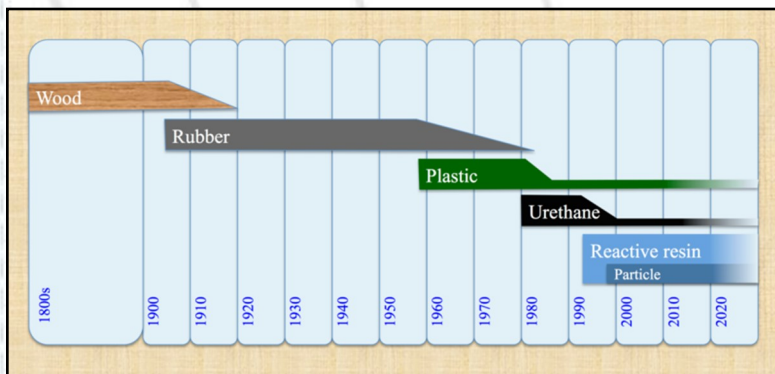 Wood
Rubber
Plastic
Urethane
Reactive resin
Particle
1800s
1900
1910
1920
1930
1940
1950
1960
1970
1980
1990
2000
2010
2020